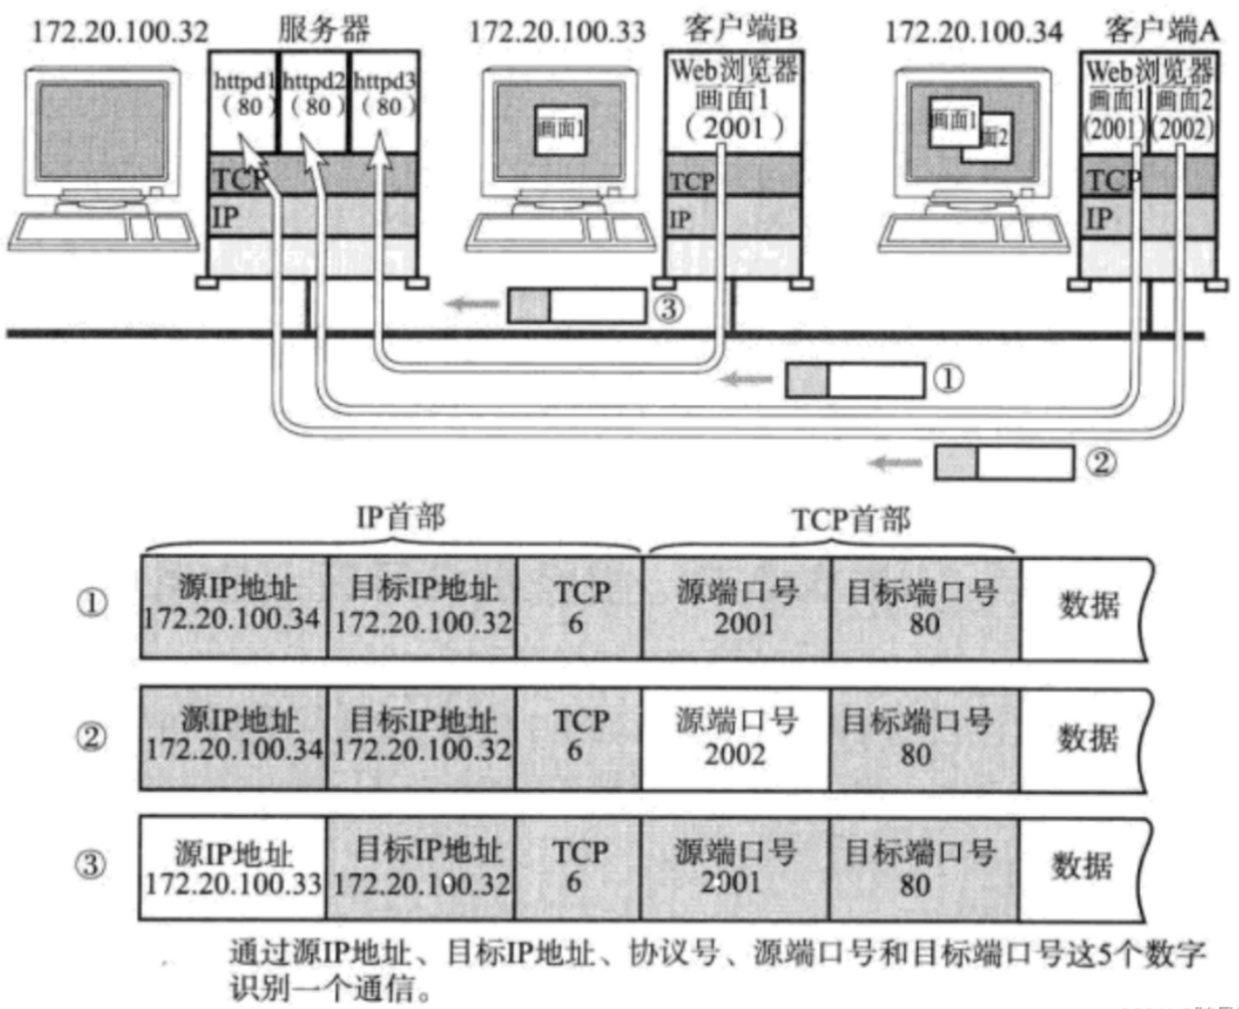 172.20.100.32 服务器 172.20.100.33 客户端B 172.20.100.34 客户端A
httpd1 httpd2 httpd3
(80) (80) (80)
TCP
IP
画面1
Web浏览器
画面1
(2001)
TCP
IP
画面1
面2
Web浏览器
画面1 画面2
(2001) (2002)
TCP
IP
③
①
②
IP首部 TCP首部
① 源IP地址 目标IP地址 TCP 源端口号 目标端口号 数据
172.20.100.34 172.20.100.32 6 2001 80
② 源IP地址 目标IP地址 TCP 源端口号 目标端口号 数据
172.20.100.34 172.20.100.32 6 2002 80
③ 源IP地址 目标IP地址 TCP 源端口号 目标端口号 数据
172.20.100.33 172.20.100.32 6 2001 80
通过源IP地址、目标IP地址、协议号、源端口号和目标端口号这5个数字
识别一个通信。